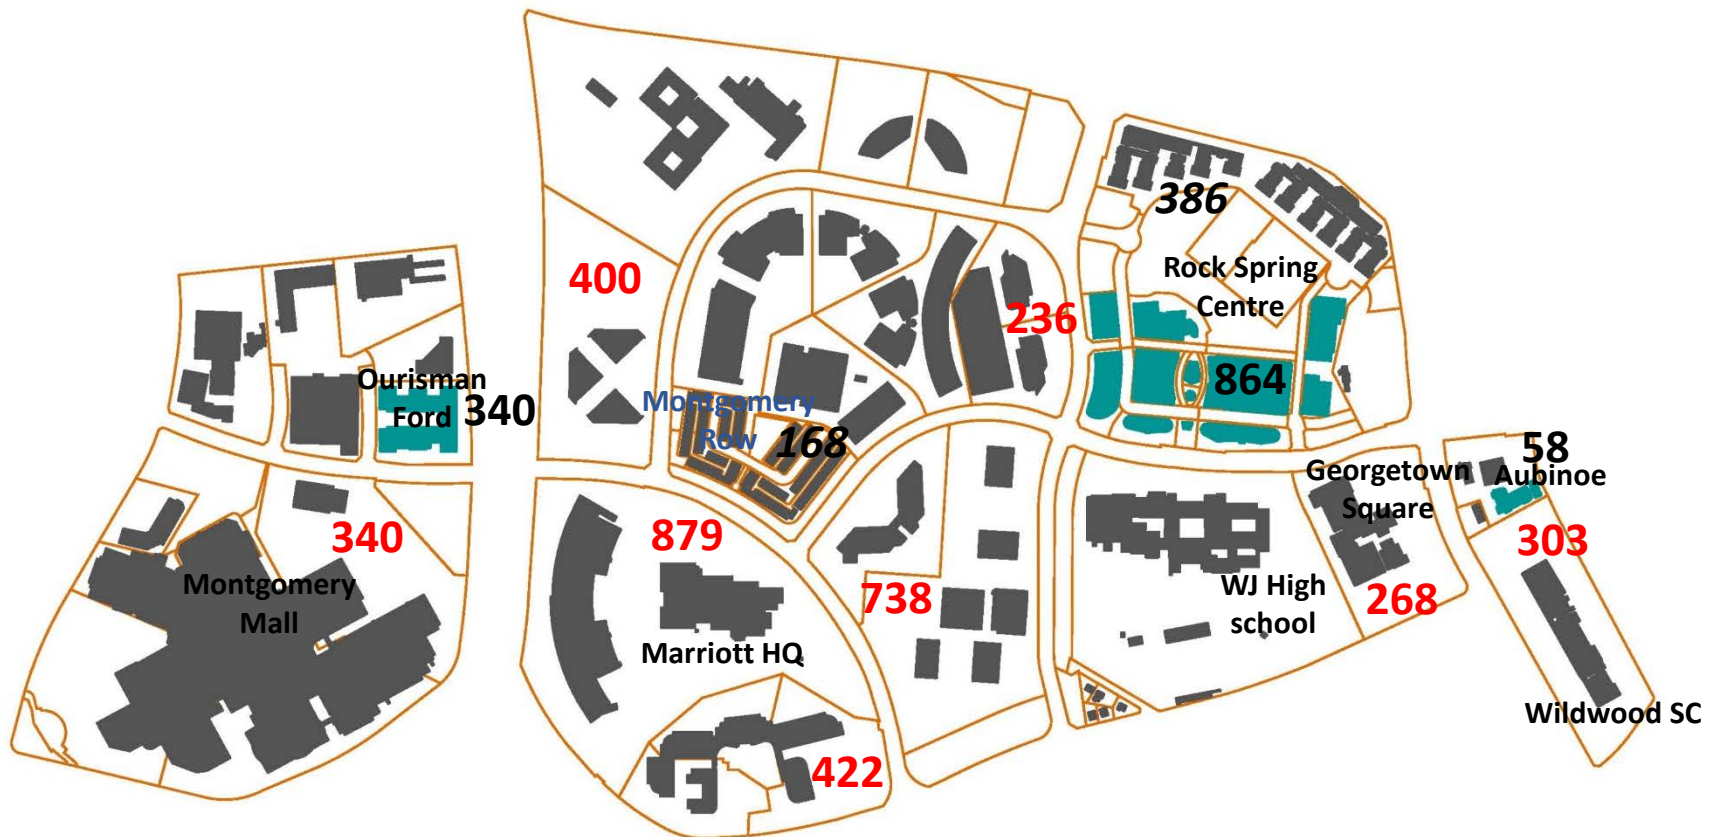 386
Rock Spring
Centre
400
236
Ourisman
Ford 340
864
Montgomery
Row 168
58
Aubinoe
Georgetown
Square
340
879
303
Montgomery
Mall
738
WJ High
school
268
Marriott HQ
Wildwood SC
422